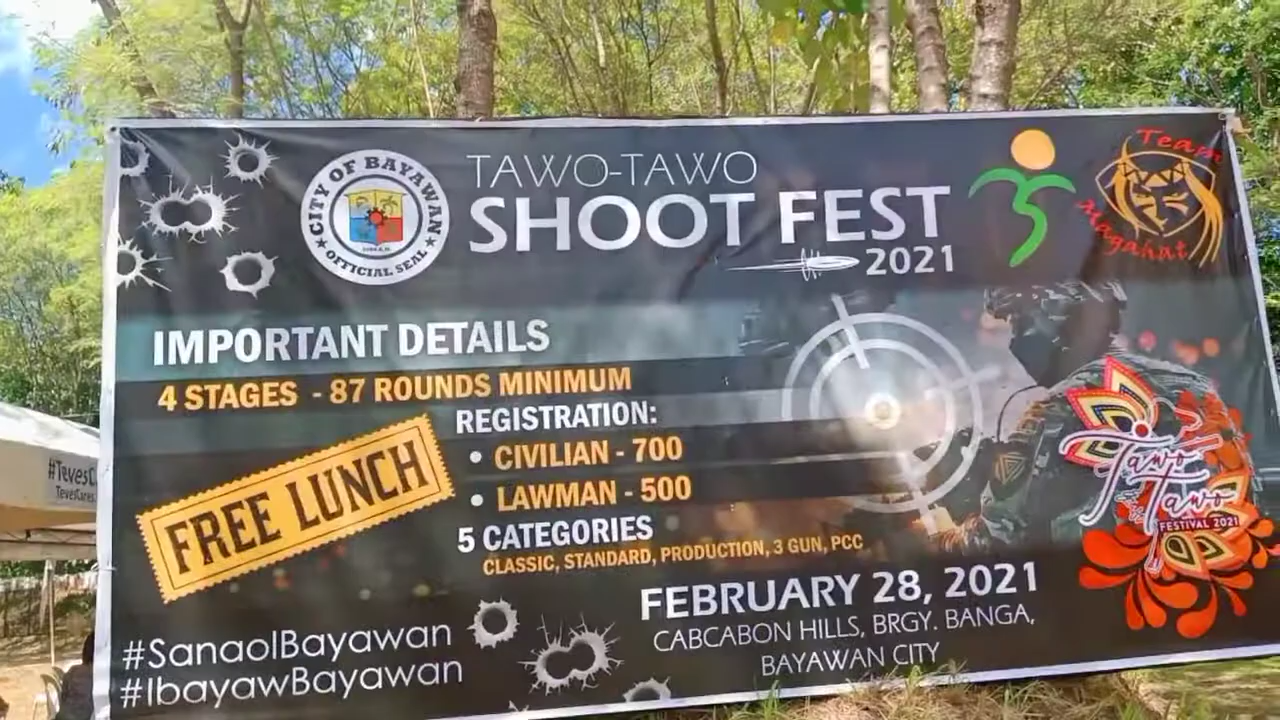 CITY OF BAYAWAN
OFFICIAL SEAL
TAWO-TAWO
SHOOT FEST
2021
Team
Magahat
IMPORTANT DETAILS
4 STAGES - 87 ROUNDS MINIMUM
REGISTRATION:
• CIVILIAN - 700
• LAWMAN - 500
FREE LUNCH
5 CATEGORIES
CLASSIC, STANDARD, PRODUCTION, 3 GUN, PCC
Tawo
Tawo
FESTIVAL 2021
FEBRUARY 28, 2021
CABCABON HILLS, BRGY. BANGA,
BAYAWAN CITY
#SanaolBayawan
#IbayawBayawan